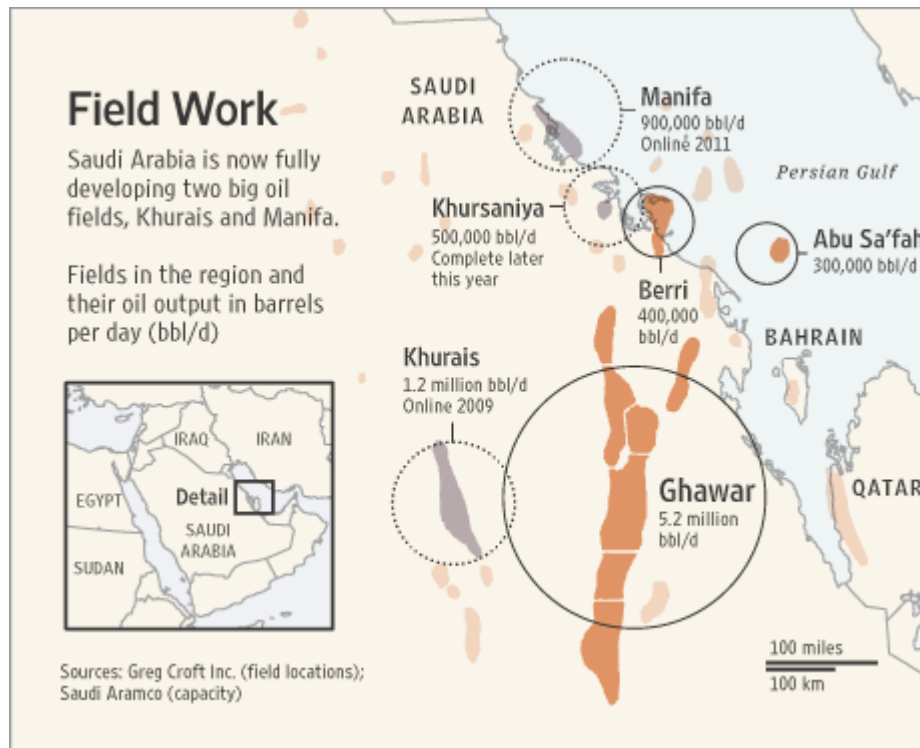 Field Work
Saudi Arabia is now fully
developing two big oil
fields, Khurais and Manifa.
Fields in the region and
their oil output in barrels
per day (bbl/d)
SAUDI
ARABIA
Manifa
900,000 bbl/d
Online 2011
Persian Gulf
Khursaniya
500,000 bbl/d
Complete later
this year
Abu Sa'fah
300,000 bbl/d
Berri
400,000
bbl/d
BAHRAIN
Khurais
1.2 million bbl/d
Online 2009
Ghawar
5.2 million
bbl/d
QATAR
IRAQ
IRAN
EGYPT
Detail
SAUDI
ARABIA
SUDAN
100 miles
100 km
Sources: Greg Croft Inc. (field locations);
Saudi Aramco (capacity)